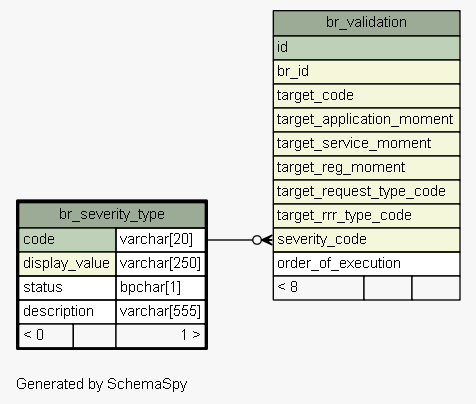 br_validation
id
br_id
target_code
target_application_moment
target_service_moment
target_reg_moment
target_request_type_code
target_rrr_type_code
severity_code
order_of_execution
< 8
br_severity_type
code varchar[20]
display_value varchar[250]
status bpchar[1]
description varchar[555]
< 0 1 >
Generated by SchemaSpy